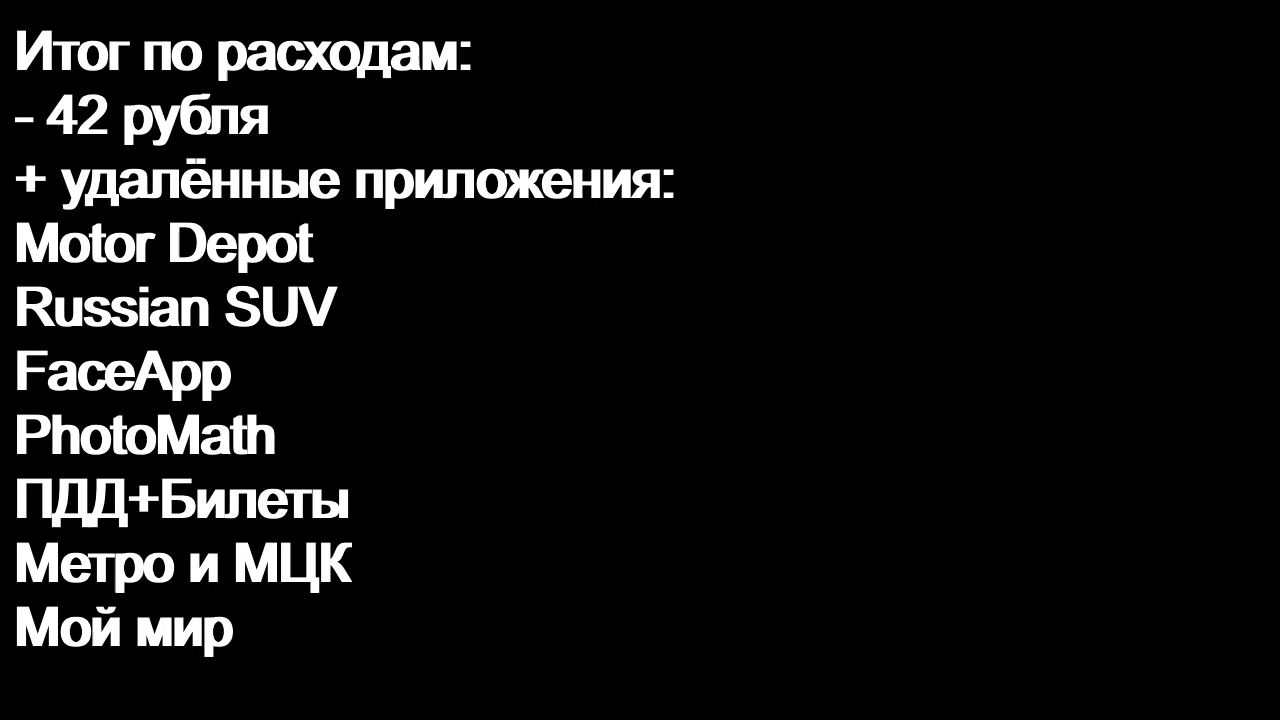 Итог по расходам:
- 42 рубля
+ удалённые приложения:
Motor Depot
Russian SUV
FaceApp
PhotoMath
ПДД+Билеты
Метро и МЦК
Мой мир